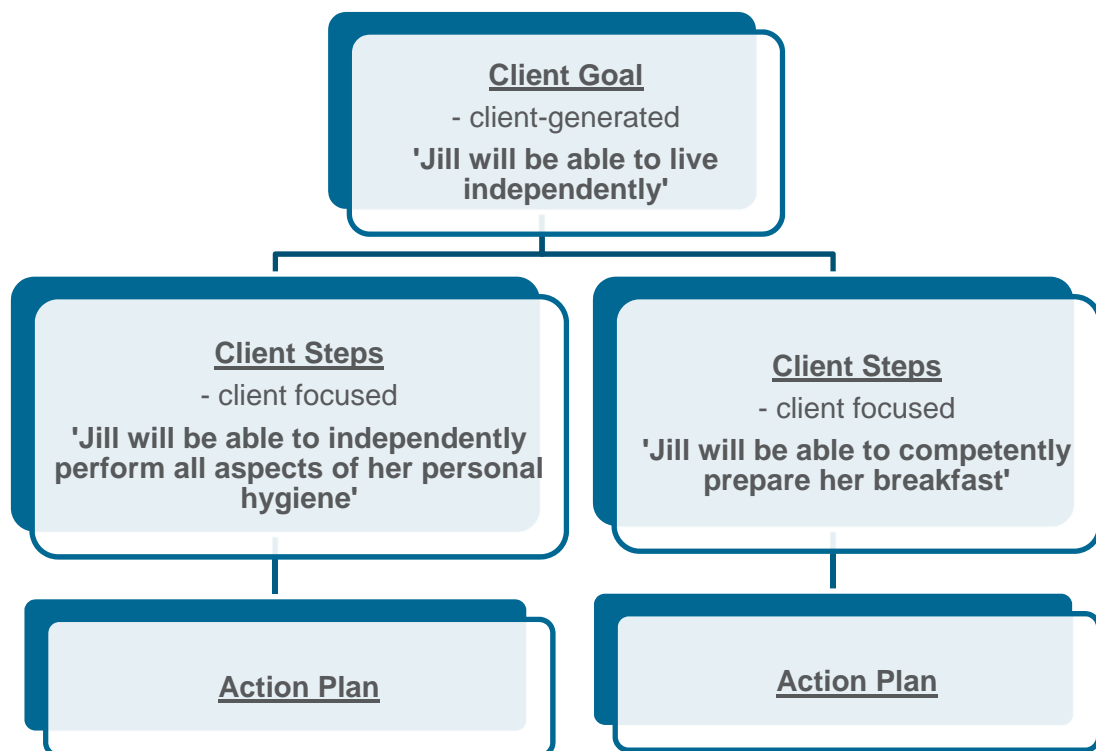 Client Goal
- client-generated
'Jill will be able to live
independently'
Client Steps
- client focused
'Jill will be able to independently
perform all aspects of her personal
hygiene'
Client Steps
- client focused
'Jill will be able to competently
prepare her breakfast'
Action Plan
Action Plan